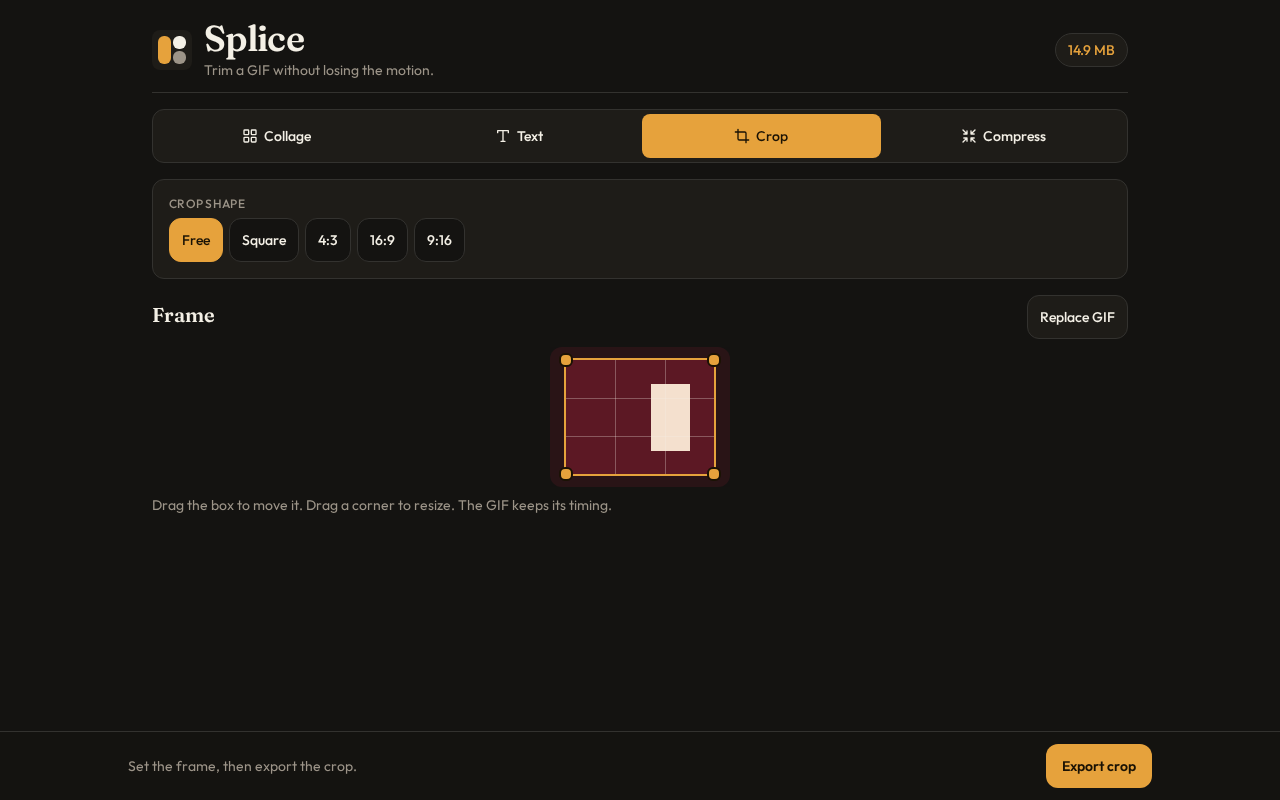 Splice
Trim a GIF without losing the motion.
14.9 MB
Collage
Text
Crop
Compress
CROP SHAPE
Free
Square
4:3
16:9
9:16
Frame
Replace GIF
Drag the box to move it. Drag a corner to resize. The GIF keeps its timing.
Set the frame, then export the crop.
Export crop